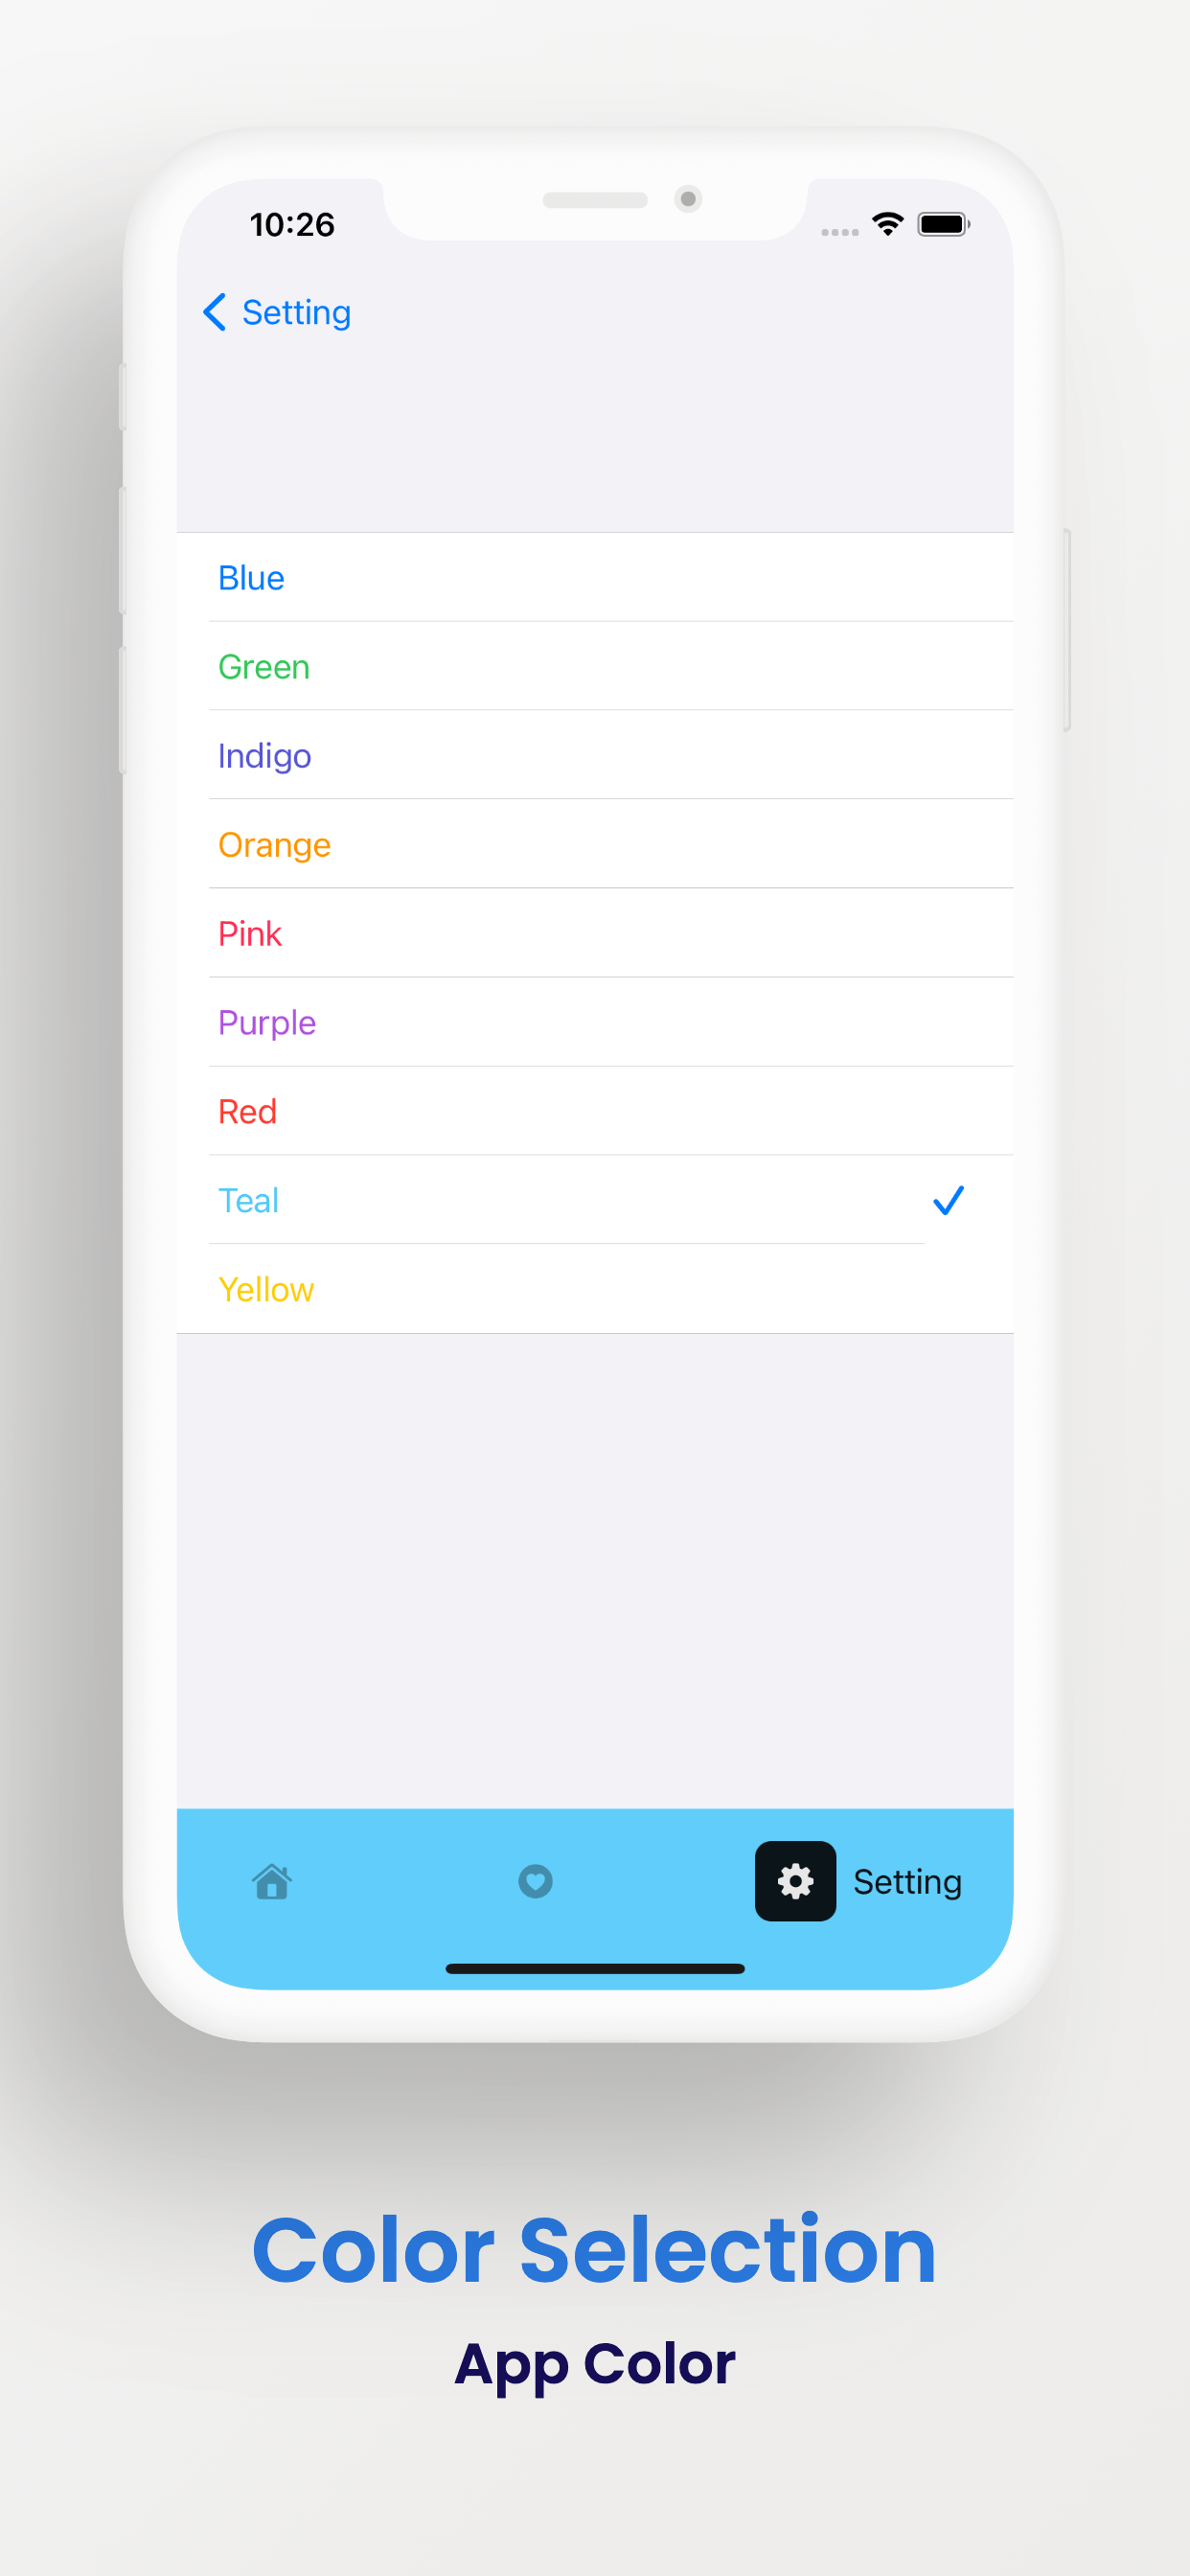 10:26
Setting
Blue
Green
Indigo
Orange
Pink
Purple
Red
Teal
Yellow
Setting
Color Selection
App Color